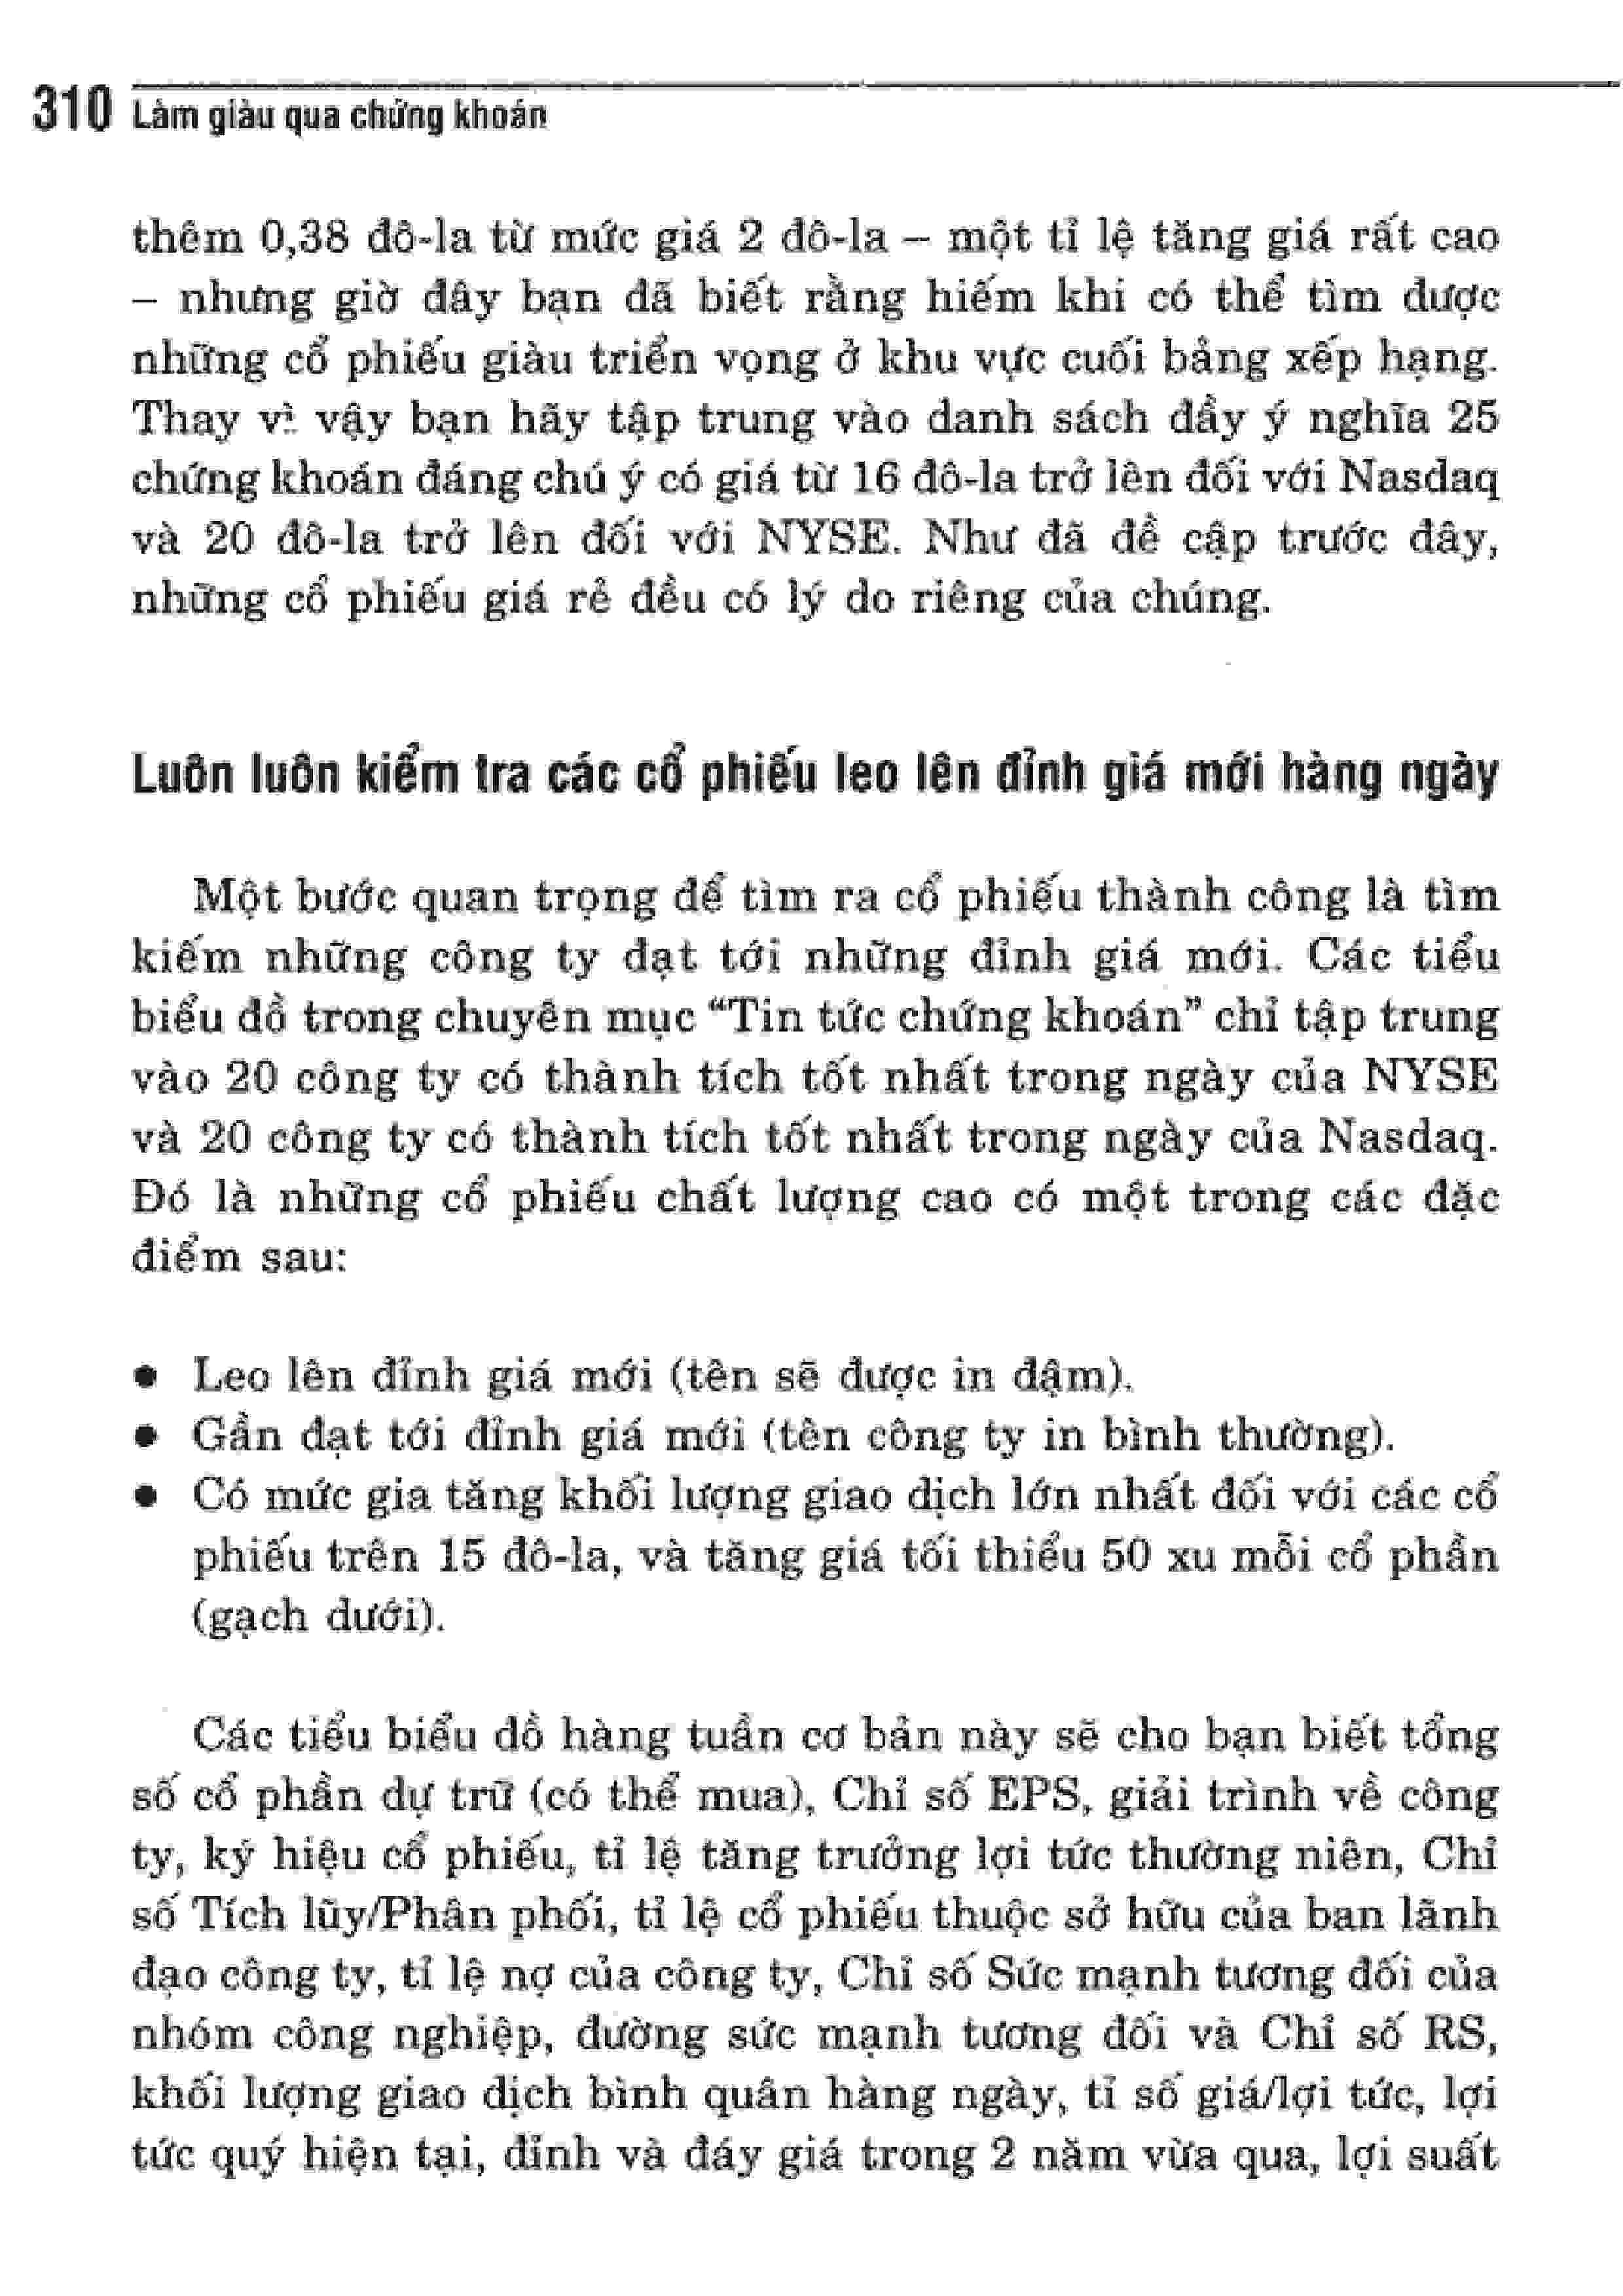 310 Làm giàu qua chứng khoán
thêm 0,38 đô-la từ mức giá 2 đô-la – một tỉ lệ tăng giá rất cao
– nhưng giờ đây bạn đã biết rằng hiếm khi có thể tìm được
những cổ phiếu giàu triển vọng ở khu vực cuối bảng xếp hạng.
Thay vì vậy bạn hãy tập trung vào danh sách đầy ý nghĩa 25
chứng khoán đáng chú ý có giá từ 16 đô-la trở lên đối với Nasdaq
và 20 đô-la trở lên đối với NYSE. Như đã đề cập trước đây,
những cổ phiếu giá rẻ đều có lý do riêng của chúng.
Luôn luôn kiểm tra các cổ phiếu leo lên đỉnh giá mới hàng ngày
Một bước quan trọng để tìm ra cổ phiếu thành công là tìm
kiếm những công ty đạt tới những đỉnh giá mới. Các tiểu
biểu đồ trong chuyên mục “Tin tức chứng khoán” chỉ tập trung
vào 20 công ty có thành tích tốt nhất trong ngày của NYSE
và 20 công ty có thành tích tốt nhất trong ngày của Nasdaq.
Đó là những cổ phiếu chất lượng cao có một trong các đặc
điểm sau:
● Leo lên đỉnh giá mới (tên sẽ được in đậm).
● Gần đạt tới đỉnh giá mới (tên công ty in bình thường).
● Có mức gia tăng khối lượng giao dịch lớn nhất đối với các cổ
phiếu trên 15 đô-la, và tăng giá tối thiểu 50 xu mỗi cổ phần
(gạch dưới).
Các tiểu biểu đồ hàng tuần cơ bản này sẽ cho bạn biết tổng
số cổ phần dự trữ (có thể mua), Chỉ số EPS, giải trình về công
ty, ký hiệu cổ phiếu, tỉ lệ tăng trưởng lợi tức thường niên, Chỉ
số Tích lũy/Phân phối, tỉ lệ cổ phiếu thuộc sở hữu của ban lãnh
đạo công ty, tỉ lệ nợ của công ty, Chỉ số Sức mạnh tương đối của
nhóm công nghiệp, đường sức mạnh tương đối và Chỉ số RS,
khối lượng giao dịch bình quân hàng ngày, tỉ số giá/lợi tức, lợi
tức quý hiện tại, đỉnh và đáy giá trong 2 năm vừa qua, lợi suất